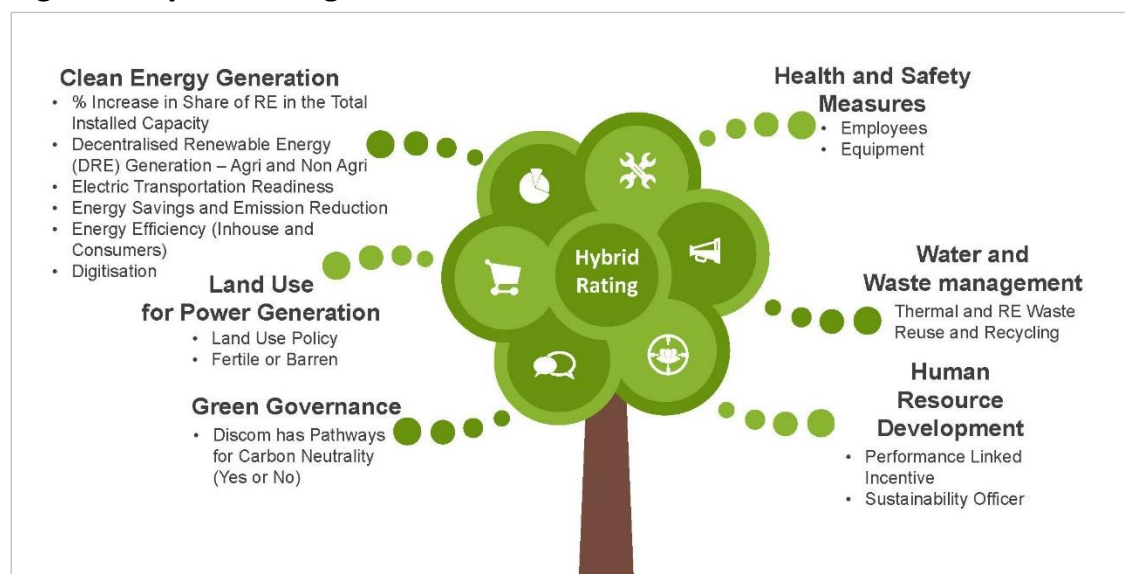 Clean Energy Generation
• % Increase in Share of RE in the Total
Installed Capacity
• Decentralised Renewable Energy
(DRE) Generation – Agri and Non Agri
• Electric Transportation Readiness
• Energy Savings and Emission Reduction
• Energy Efficiency (Inhouse and
Consumers)
• Digitisation
Land Use
for Power Generation
• Land Use Policy
• Fertile or Barren
Green Governance
• Discom has Pathways
for Carbon Neutrality
(Yes or No)
Hybrid
Rating
Health and Safety
Measures
• Employees
• Equipment
Water and
Waste management
Thermal and RE Waste
Reuse and Recycling
Human
Resource
Development
• Performance Linked
Incentive
• Sustainability Officer